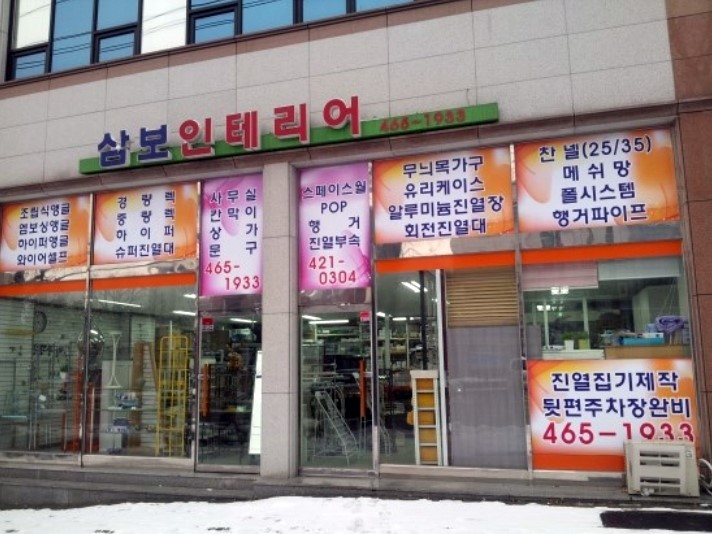 삼보인테리어 465-1933
조립식앵글
염보싱앵글
하이퍼앵글
와이어셀프
경량렉
중량렉
하이퍼
슈퍼진열대
사무실
칸막이
상가
문구
465-
1933
스페이스월
POP
행거
진열부속
421-
0304
무늬목가구
유리케이스
알루미늄진열장
회전진열대
찬넬(25/35)
메쉬망
폴시스템
행거파이프
진열집기제작
뒷편주차장완비
465-1933